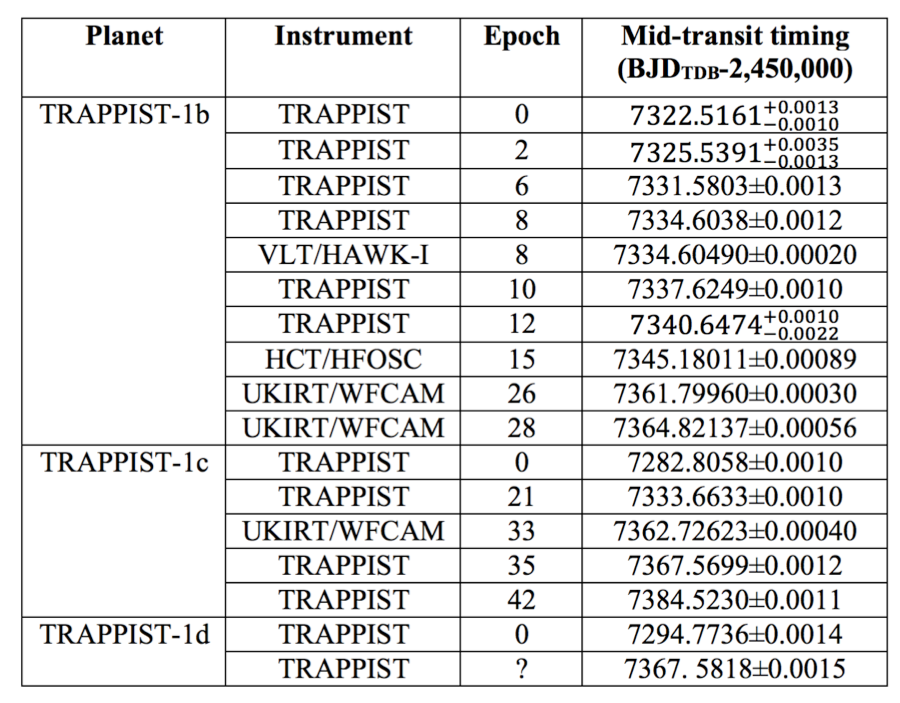 Planet Instrument Epoch Mid-transit timing
(BJDTDB-2,450,000)
TRAPPIST-1b TRAPPIST 0 7322.5161+0.0013−0.0010
TRAPPIST 2 7325.5391+0.0035−0.0013
TRAPPIST 6 7331.5803±0.0013
TRAPPIST 8 7334.6038±0.0012
VLT/HAWK-I 8 7334.60490±0.00020
TRAPPIST 10 7337.6249±0.0010
TRAPPIST 12 7340.6474+0.0010−0.0022
HCT/HFOSC 15 7345.18011±0.00089
UKIRT/WFCAM 26 7361.79960±0.00030
UKIRT/WFCAM 28 7364.82137±0.00056
TRAPPIST-1c TRAPPIST 0 7282.8058±0.0010
TRAPPIST 21 7333.6633±0.0010
UKIRT/WFCAM 33 7362.72623±0.00040
TRAPPIST 35 7367.5699±0.0012
TRAPPIST 42 7384.5230±0.0011
TRAPPIST-1d TRAPPIST 0 7294.7736±0.0014
TRAPPIST ? 7367. 5818±0.0015